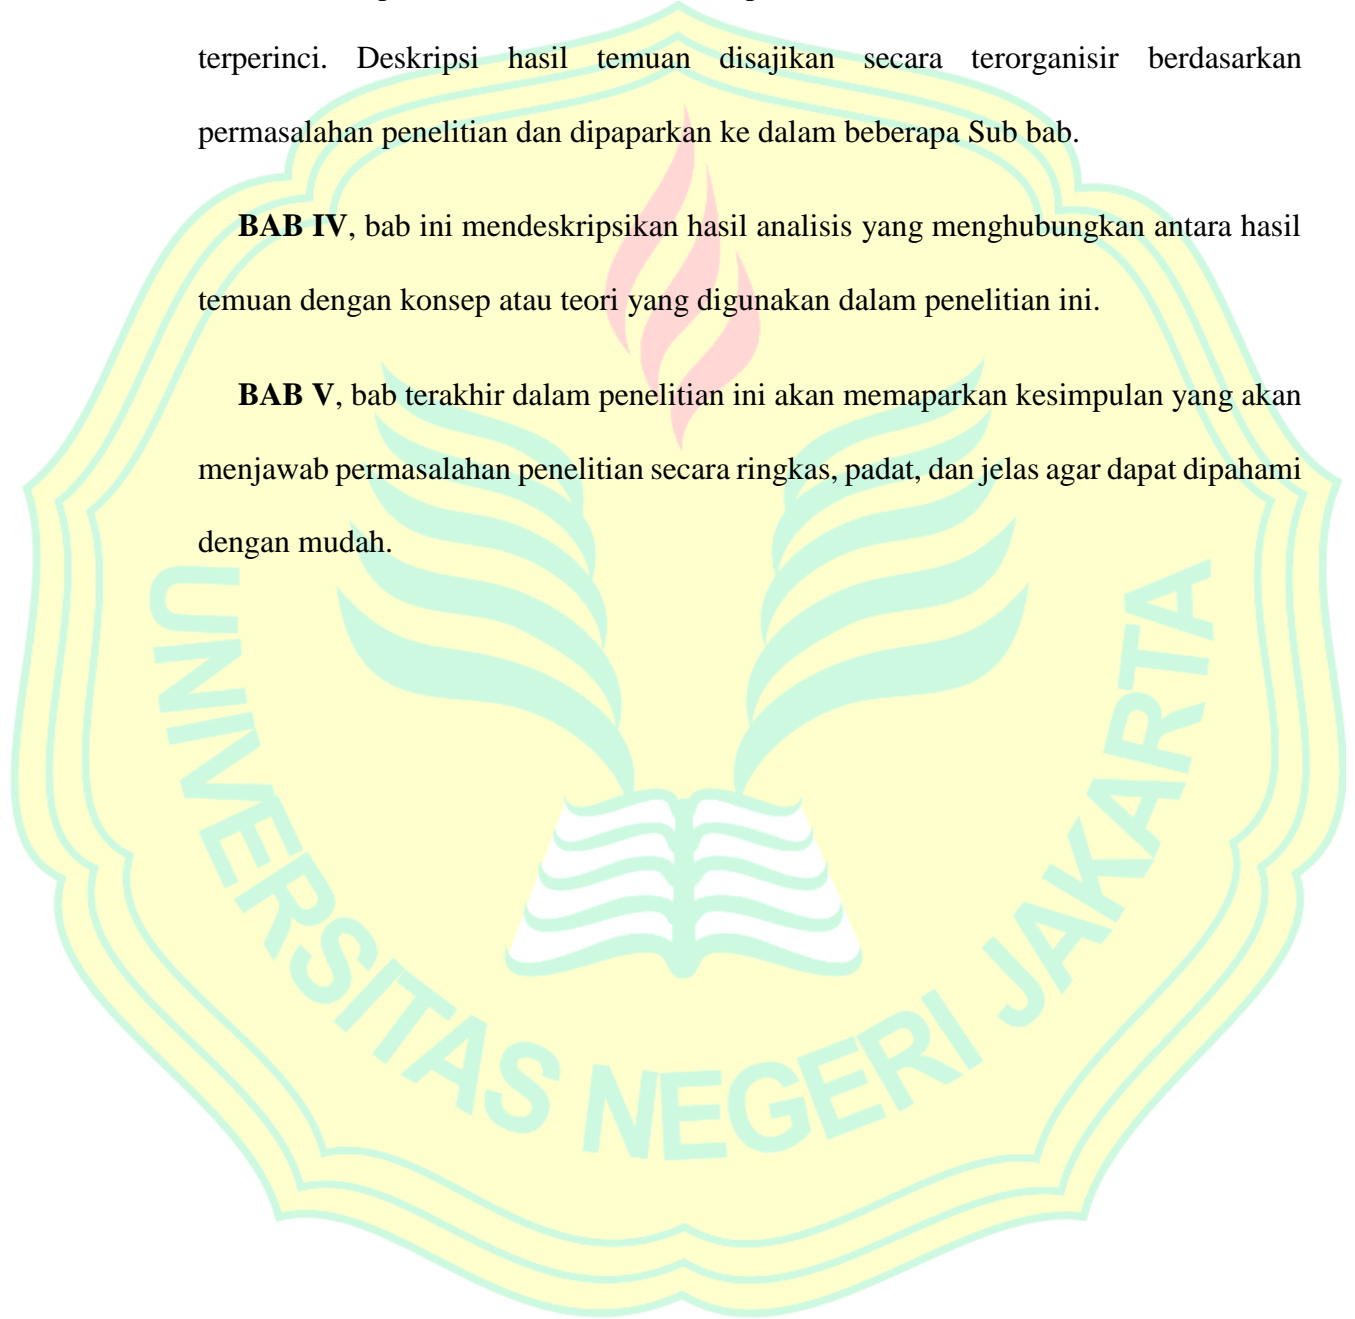 terperinci. Deskripsi hasil temuan disajikan secara terorganisir berdasarkan
permasalahan penelitian dan dipaparkan ke dalam beberapa Sub bab.
BAB IV, bab ini mendeskripsikan hasil analisis yang menghubungkan antara hasil
temuan dengan konsep atau teori yang digunakan dalam penelitian ini.
BAB V, bab terakhir dalam penelitian ini akan memaparkan kesimpulan yang akan
menjawab permasalahan penelitian secara ringkas, padat, dan jelas agar dapat dipahami
dengan mudah.
UNIVERSITAS NEGERI JAKARTA